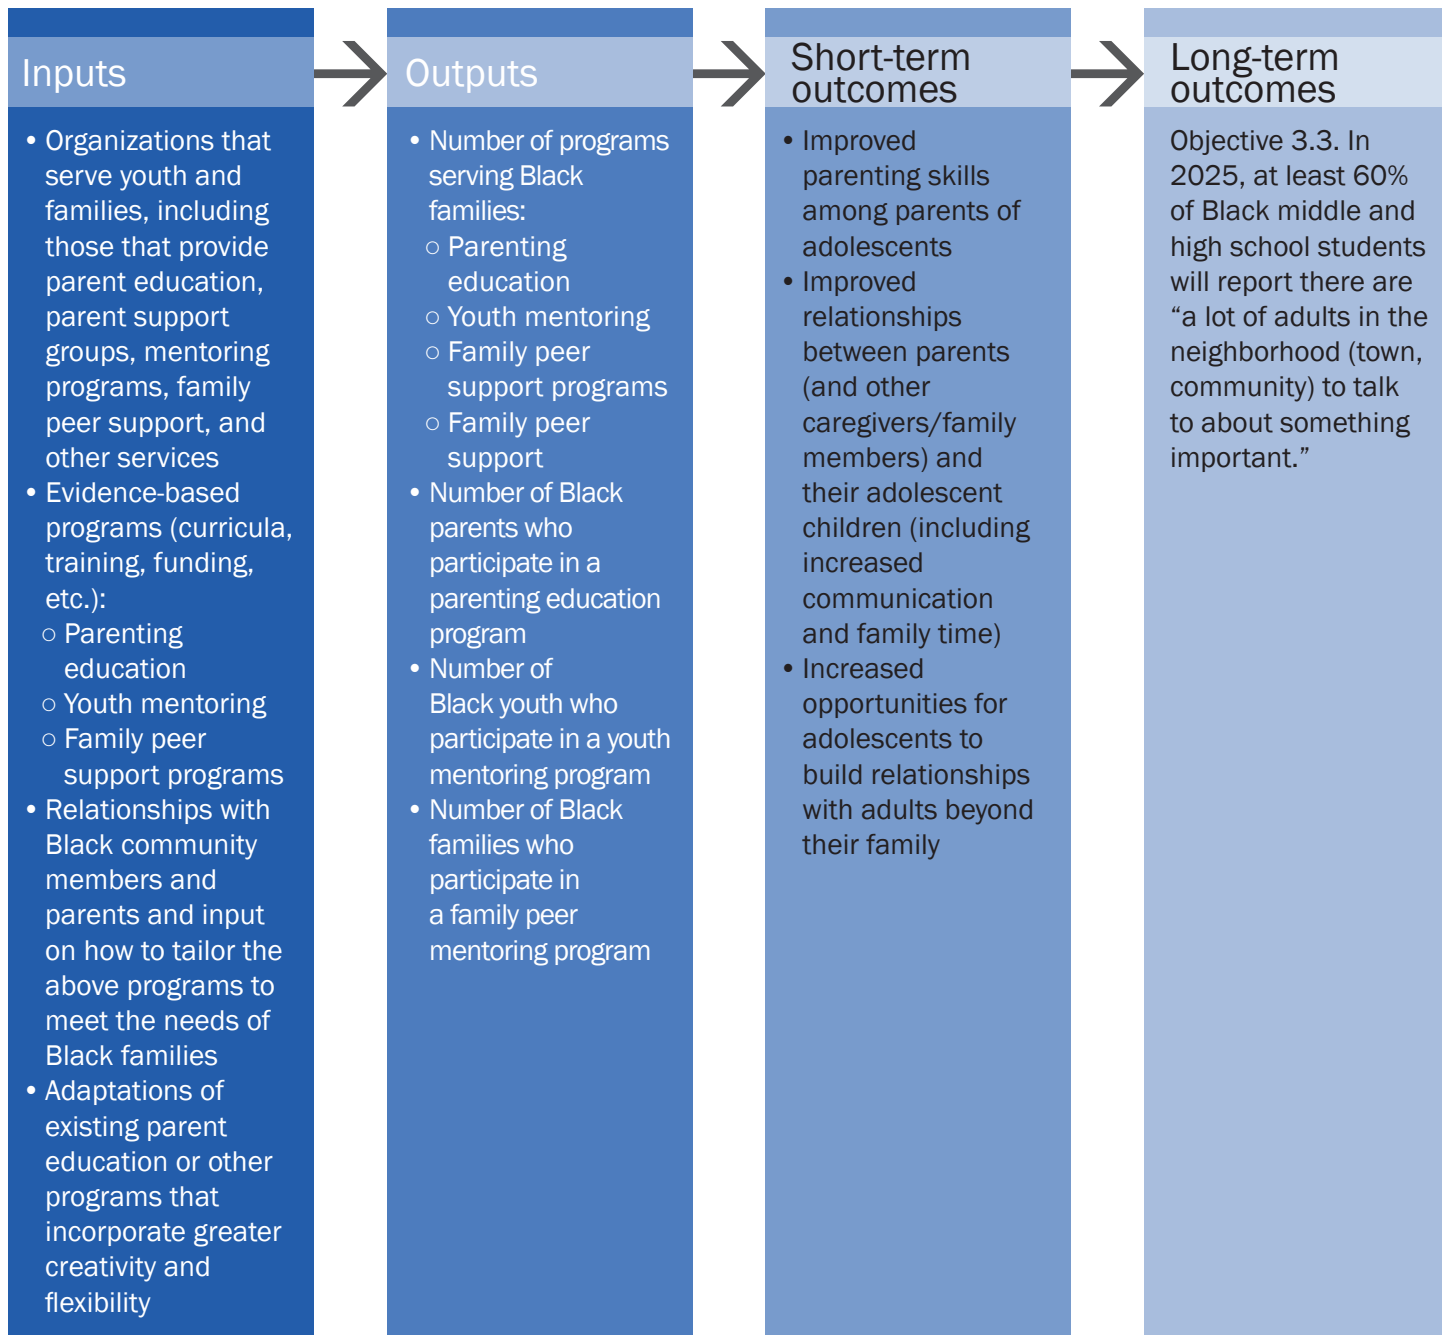 Inputs
• Organizations that
serve youth and
families, including
those that provide
parent education,
parent support
groups, mentoring
programs, family
peer support, and
other services
• Evidence-based
programs (curricula,
training, funding,
etc.):
○ Parenting
education
○ Youth mentoring
○ Family peer
support programs
• Relationships with
Black community
members and
parents and input
on how to tailor the
above programs to
meet the needs of
Black families
• Adaptations of
existing parent
education or other
programs that
incorporate greater
creativity and
flexibility
Outputs
• Number of programs
serving Black
families:
○ Parenting
education
○ Youth mentoring
○ Family peer
support programs
○ Family peer
support
• Number of Black
parents who
participate in a
parenting education
program
• Number of
Black youth who
participate in a youth
mentoring program
• Number of Black
families who
participate in
a family peer
mentoring program
Short-term
outcomes
• Improved
parenting skills
among parents of
adolescents
• Improved
relationships
between parents
(and other
caregivers/family
members) and
their adolescent
children (including
increased
communication
and family time)
• Increased
opportunities for
adolescents to
build relationships
with adults beyond
their family
Long-term
outcomes
Objective 3.3. In
2025, at least 60%
of Black middle and
high school students
will report there are
“a lot of adults in the
neighborhood (town,
community) to talk
to about something
important.”